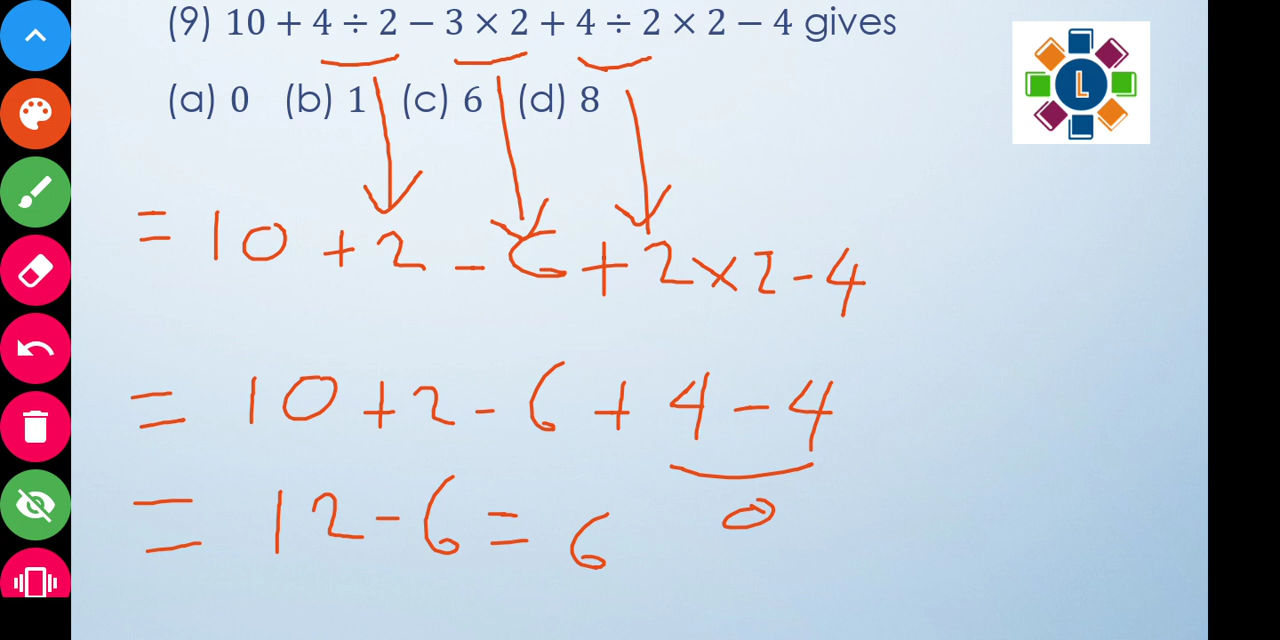 (9) 10 + 4 ÷ 2 − 3 × 2 + 4 ÷ 2 × 2 − 4 gives
(a) 0 (b) 1 (c) 6 (d) 8
L
= 10 + 2 - 6 + 2 × 2 - 4
= 10 + 2 - 6 + 4 - 4
= 12 - 6 = 6 0